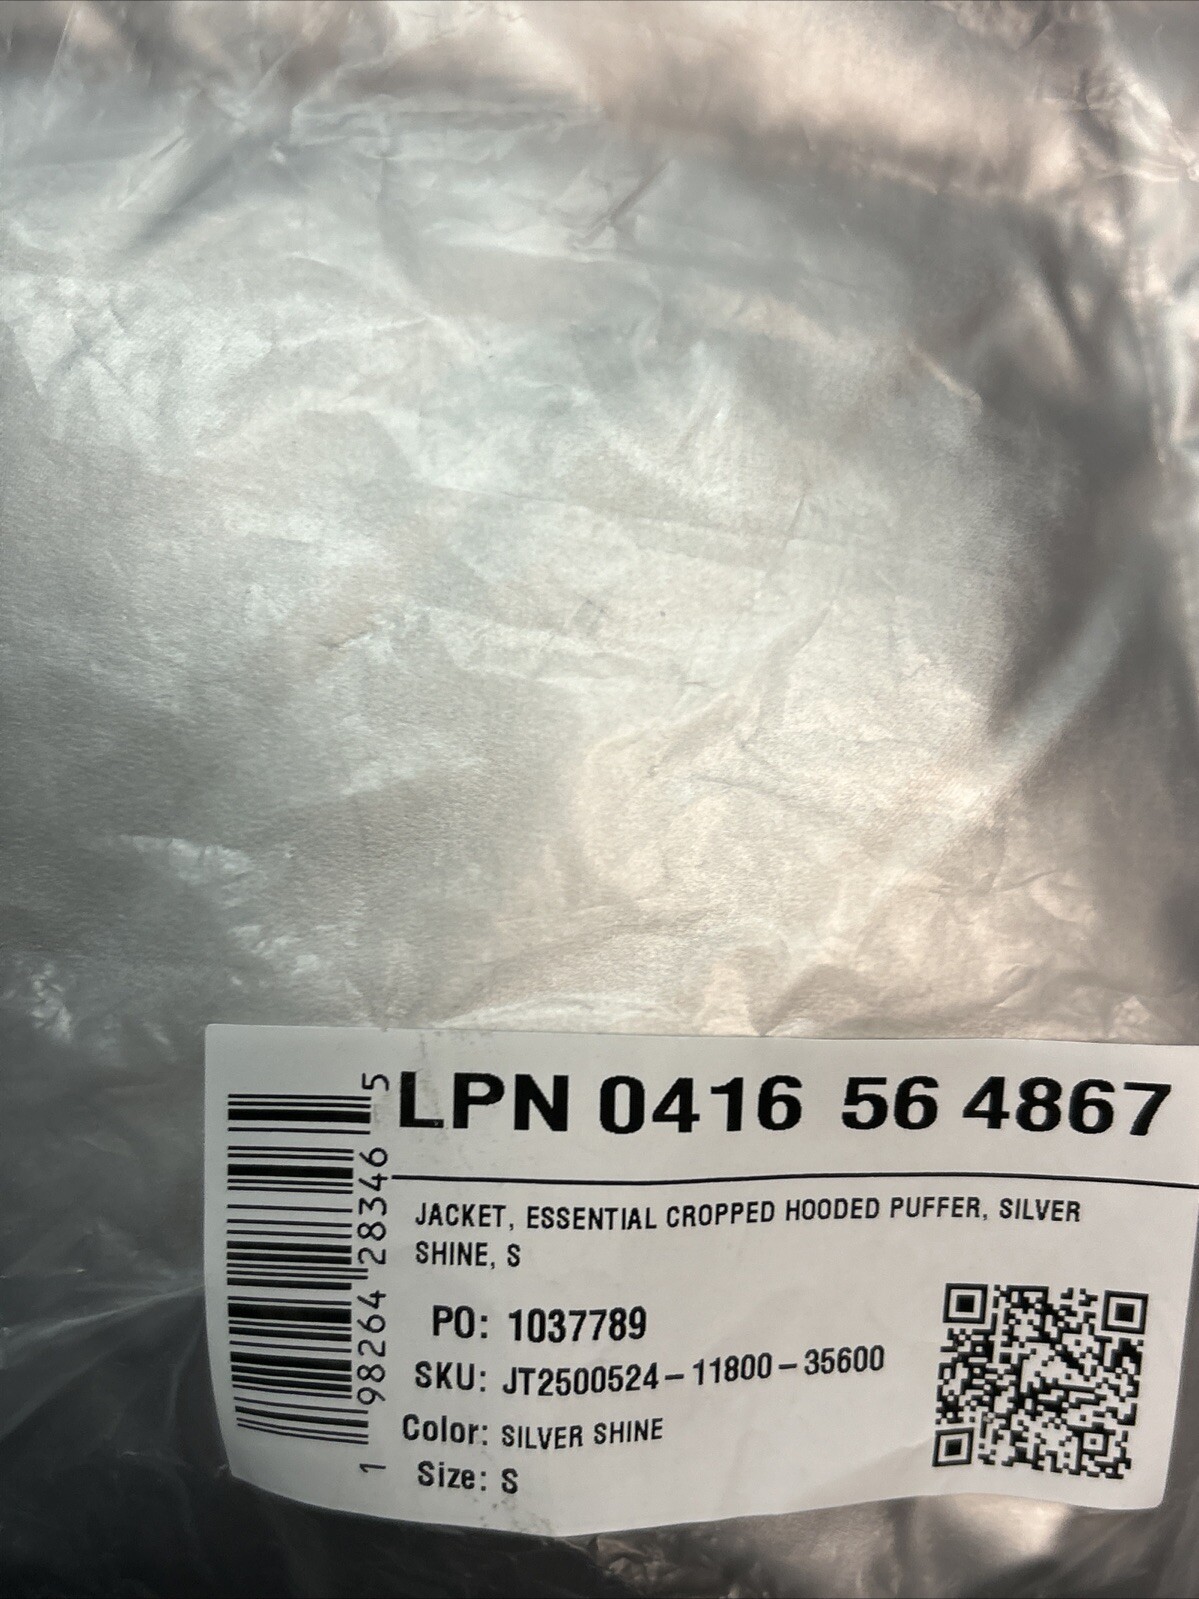 LPN 0416 56 4867
JACKET, ESSENTIAL CROPPED HOODED PUFFER, SILVER
SHINE, S
PO: 1037789
SKU: JT2500524-11800-35600
Color: SILVER SHINE
Size: S
1 98264 28346 5